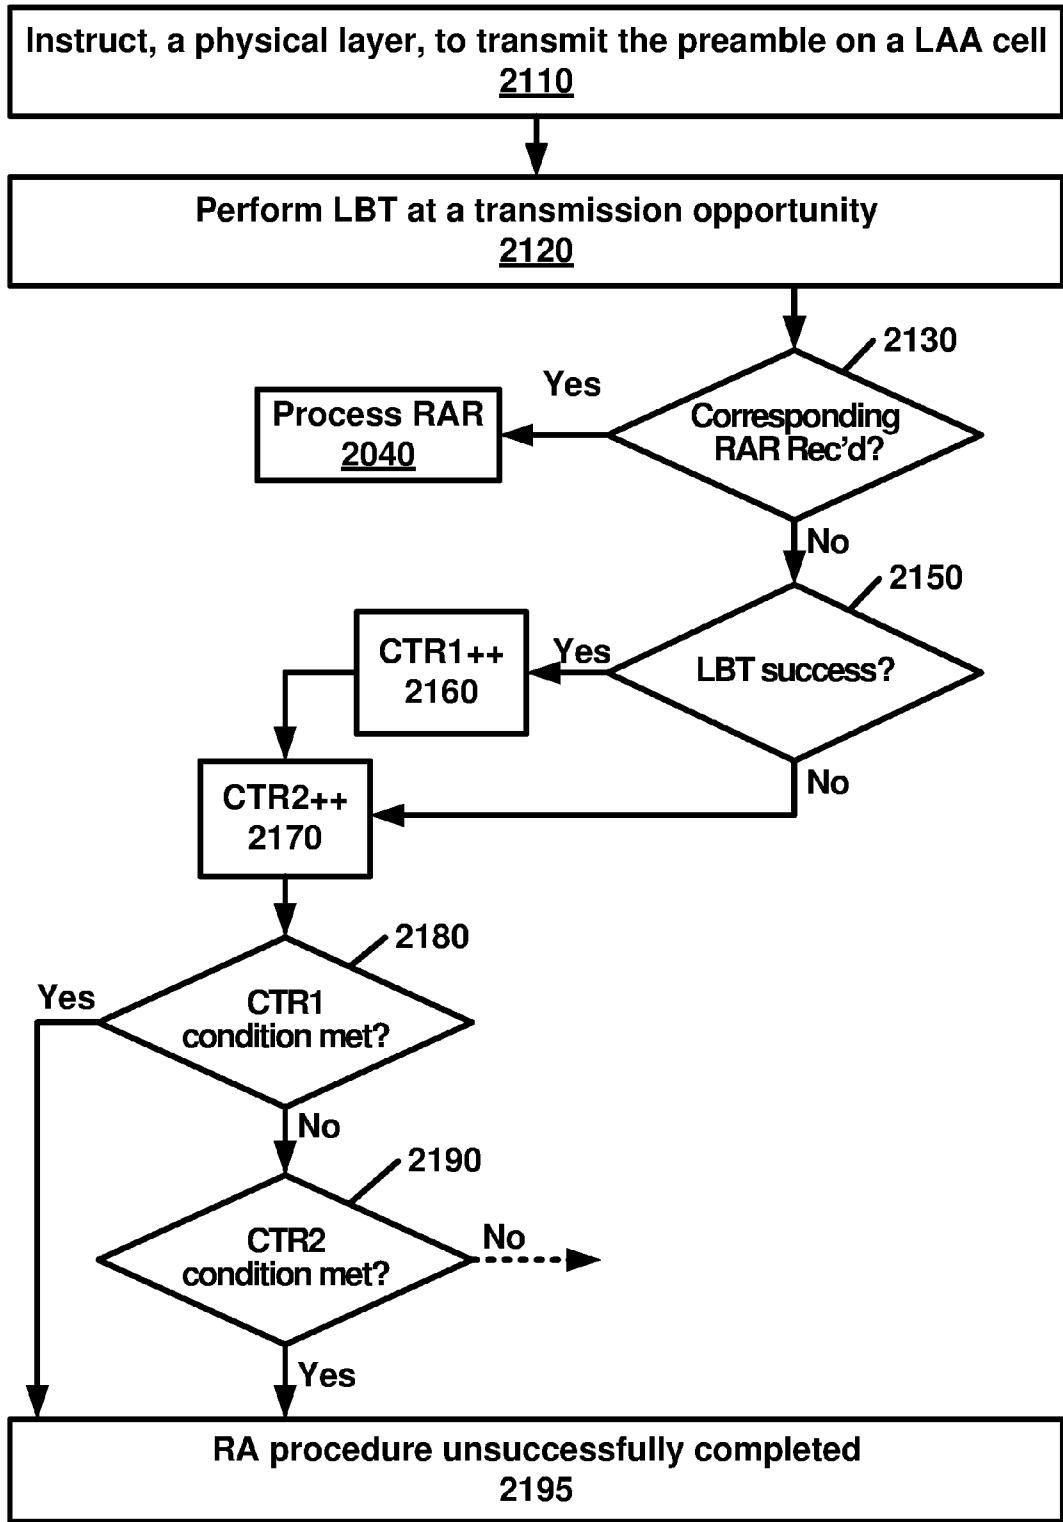 Instruct, a physical layer, to transmit the preamble on a LAA cell
2110
Perform LBT at a transmission opportunity
2120
2130
Yes
Corresponding
RAR Rec'd?
Process RAR
2040
No
2150
LBT success?
Yes
CTR1++
2160
No
CTR2++
2170
2180
Yes
CTR1
condition met?
No
2190
CTR2
condition met?
No
Yes
RA procedure unsuccessfully completed
2195